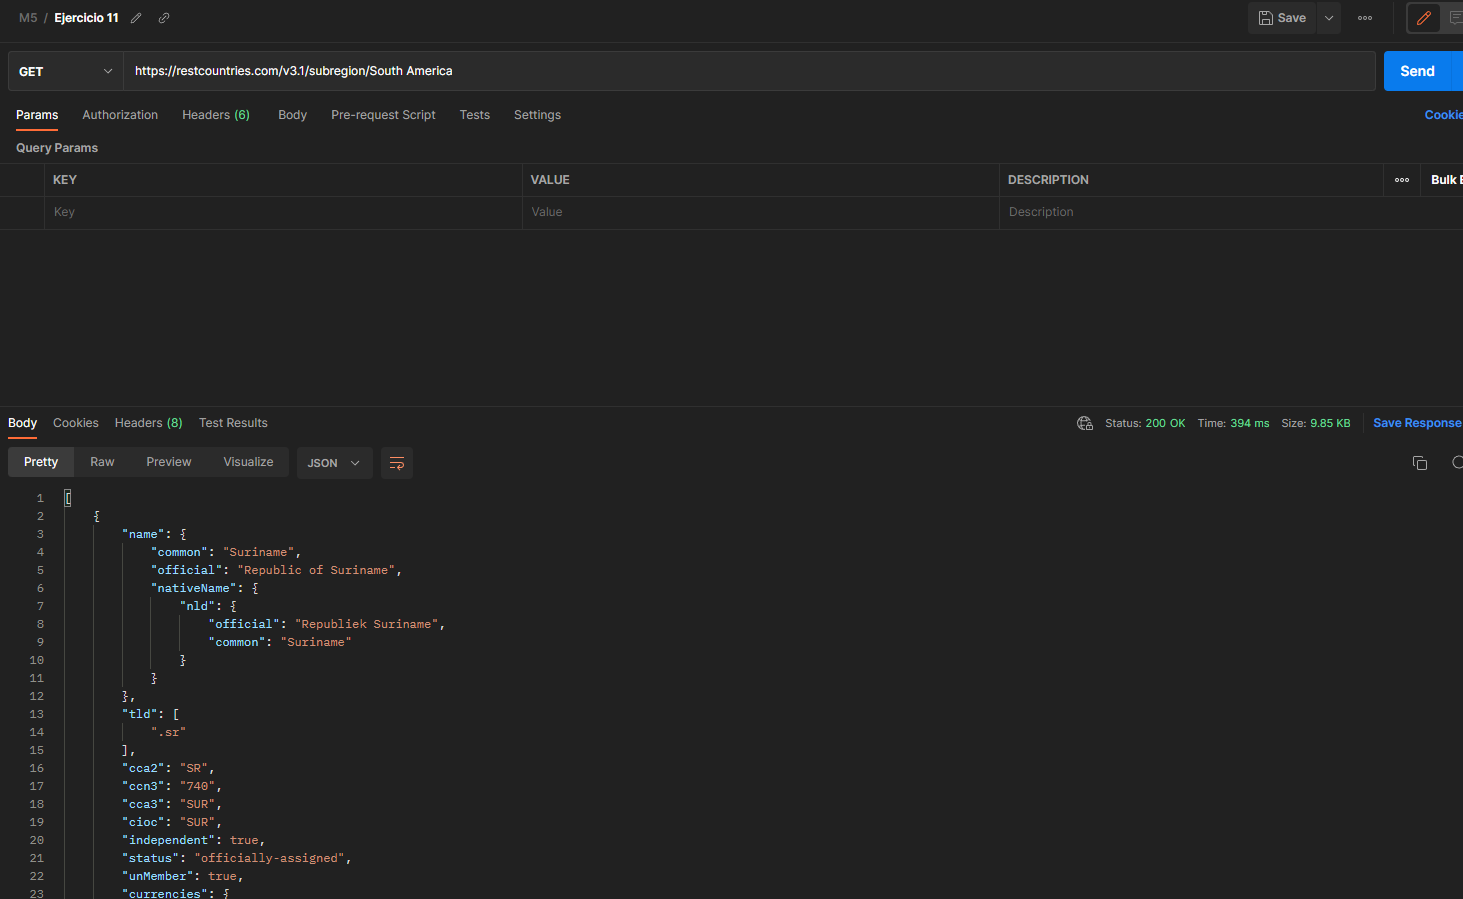 M5 / Ejercicio 11 Save
GET https://restcountries.com/v3.1/subregion/South America Send
Params Authorization Headers (6) Body Pre-request Script Tests Settings
Query Params
KEY VALUE DESCRIPTION Bulk
Key Value Description
Body Cookies Headers (8) Test Results Status: 200 OK Time: 394 ms Size: 9.85 KB Save Response
Pretty Raw Preview Visualize JSON
1 [
2 {
3 "name": {
4 "common": "Suriname",
5 "official": "Republic of Suriname",
6 "nativeName": {
7 "nld": {
8 "official": "Republiek Suriname",
9 "common": "Suriname"
10 }
11 }
12 },
13 "tld": [
14 ".sr"
15 ],
16 "cca2": "SR",
17 "ccn3": "740",
18 "cca3": "SUR",
19 "cioc": "SUR",
20 "independent": true,
21 "status": "officially-assigned",
22 "unMember": true,
23 "currencies": {